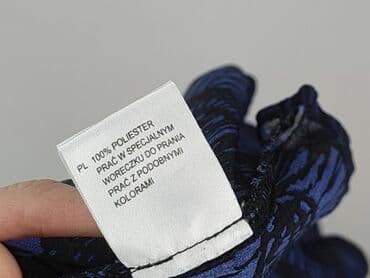 PL 100% POLIESTER
PRAĆ W SPECJALNYM
WORECZKU DO PRANIA
PRAĆ Z PODOBNYMI
KOLORAMI